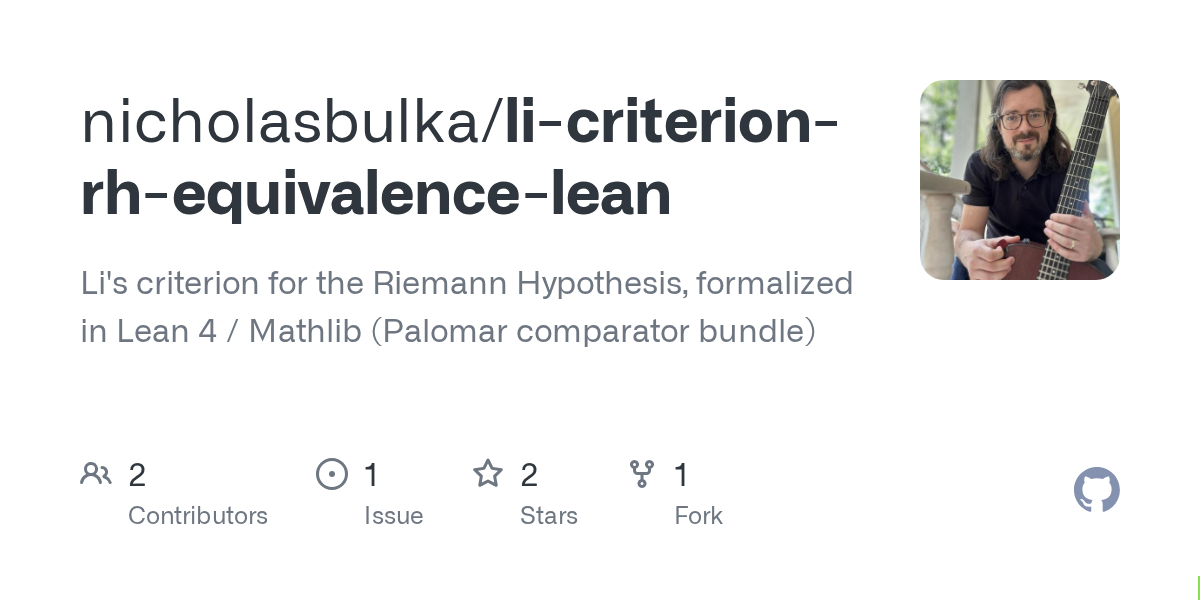 nicholasbulka/li-criterion-
rh-equivalence-lean
Li's criterion for the Riemann Hypothesis, formalized
in Lean 4 / Mathlib (Palomar comparator bundle)
2 1 2 1
Contributors Issue Stars Fork